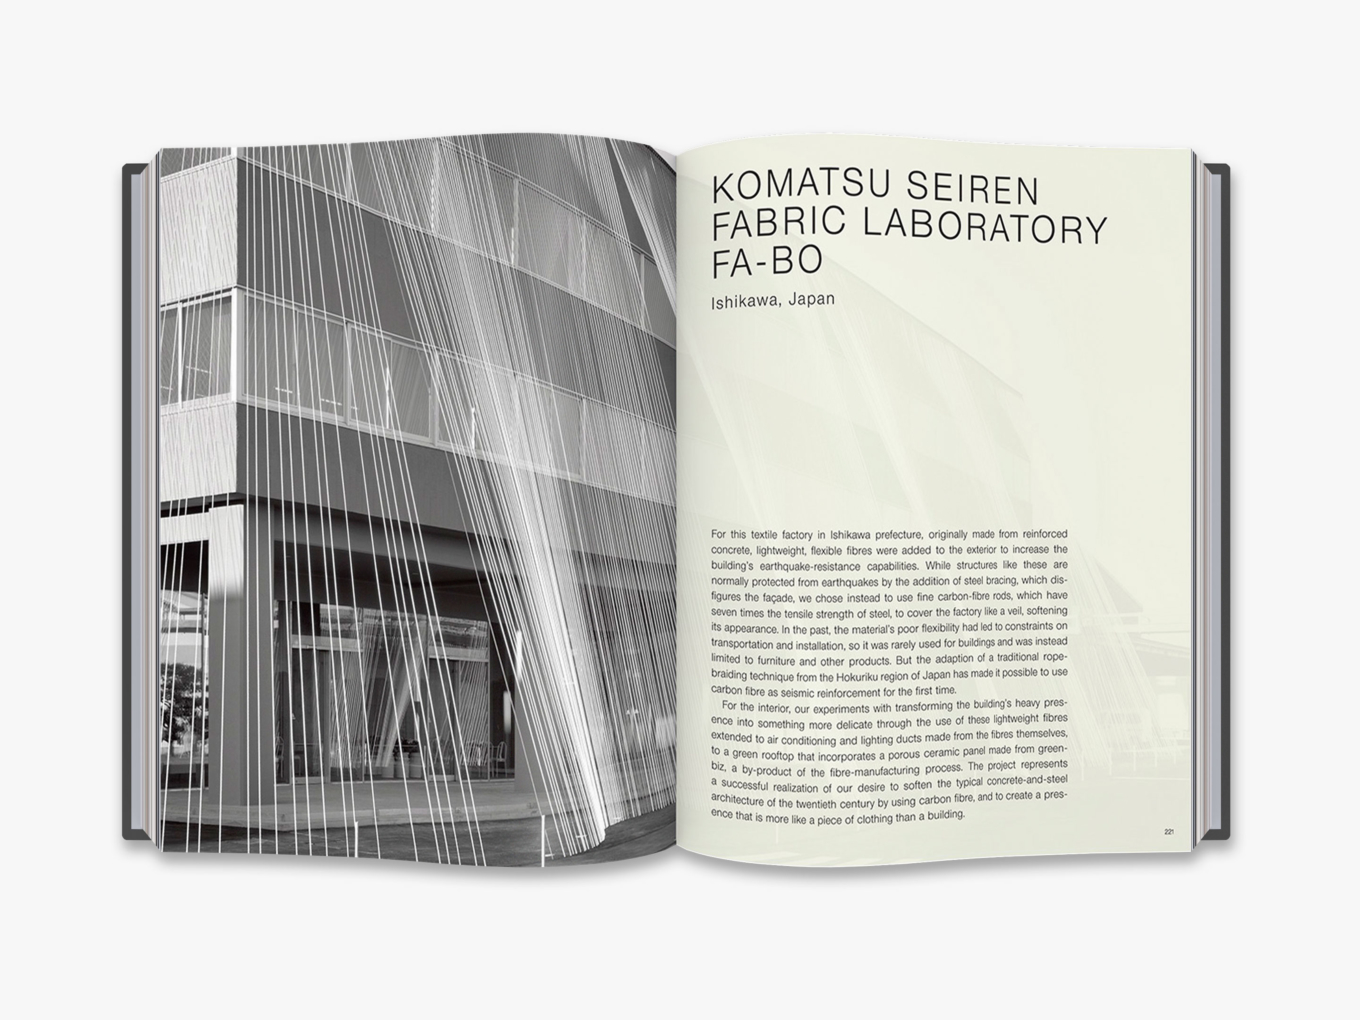 KOMATSU SEIREN
FABRIC LABORATORY
FA-BO
Ishikawa, Japan
For this textile factory in Ishikawa prefecture, originally made from reinforced
concrete, lightweight, flexible fibres were added to the exterior to increase the
building's earthquake-resistance capabilities. While structures like these are
normally protected from earthquakes by the addition of steel bracing, which dis-
figures the façade, we chose instead to use fine carbon-fibre rods, which have
seven times the tensile strength of steel, to cover the factory like a veil, softening
its appearance. In the past, the material's poor flexibility had led to constraints on
transportation and installation, so it was rarely used for buildings and was instead
limited to furniture and other products. But the adaption of a traditional rope-
braiding technique from the Hokuriku region of Japan has made it possible to use
carbon fibre as seismic reinforcement for the first time.
For the interior, our experiments with transforming the building's heavy pres-
ence into something more delicate through the use of these lightweight fibres
extended to air conditioning and lighting ducts made from the fibres themselves,
to a green rooftop that incorporates a porous ceramic panel made from green-
biz, a by-product of the fibre-manufacturing process. The project represents
a successful realization of our desire to soften the typical concrete-and-steel
architecture of the twentieth century by using carbon fibre, and to create a pres-
ence that is more like a piece of clothing than a building.
221